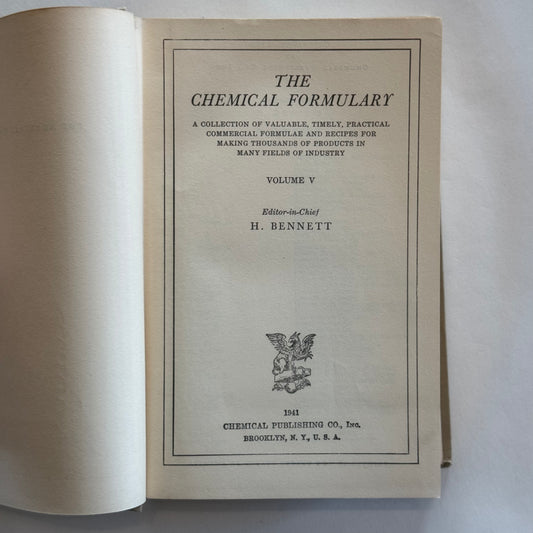 THE
CHEMICAL FORMULARY
A COLLECTION OF VALUABLE, TIMELY, PRACTICAL
COMMERCIAL FORMULAE AND RECIPES FOR
MAKING THOUSANDS OF PRODUCTS IN
MANY FIELDS OF INDUSTRY
VOLUME V
Editor-in-Chief
H. BENNETT
1941
CHEMICAL PUBLISHING CO., INC.
BROOKLYN, N. Y., U. S. A.